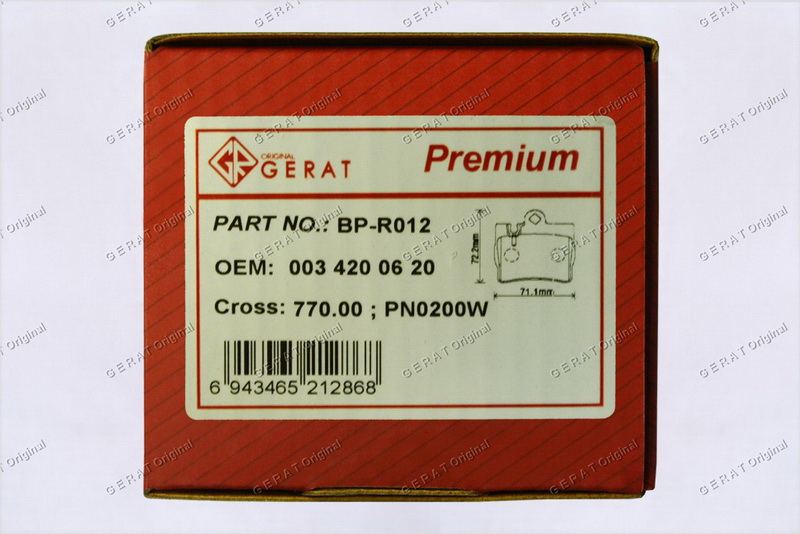 ORIGINAL
GERAT
Premium
PART NO.: BP-R012
OEM: 003 420 06 20
Cross: 770.00 ; PN0200W
72.2mm
71.1mm
6 943465 212868
GERAT Original